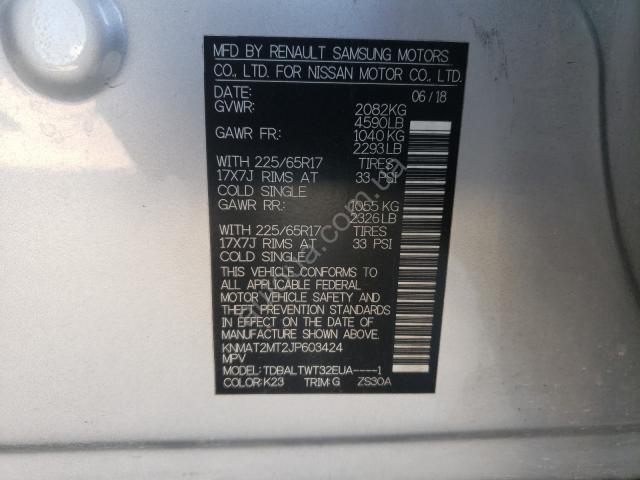 MFD BY RENAULT SAMSUNG MOTORS
CO., LTD. FOR NISSAN MOTOR CO., LTD.
DATE: 06/18
GVWR: 2082KG
4590LB
GAWR FR: 1040KG
2293LB
WITH 225/65R17 TIRES
17X7J RIMS AT 33 PSI
COLD SINGLE
GAWR RR: 1055KG
2326LB
WITH 225/65R17 TIRES
17X7J RIMS AT 33 PSI
COLD SINGLE
THIS VEHICLE CONFORMS TO
ALL APPLICABLE FEDERAL
MOTOR VEHICLE SAFETY AND
THEFT PREVENTION STANDARDS
IN EFFECT ON THE DATE OF
MANUFACTURE SHOWN ABOVE.
KNMAT2MT2JP603424
MPV
MODEL: TDBALTWT32EUA----1
COLOR: K23 TRIM: G ZS30A